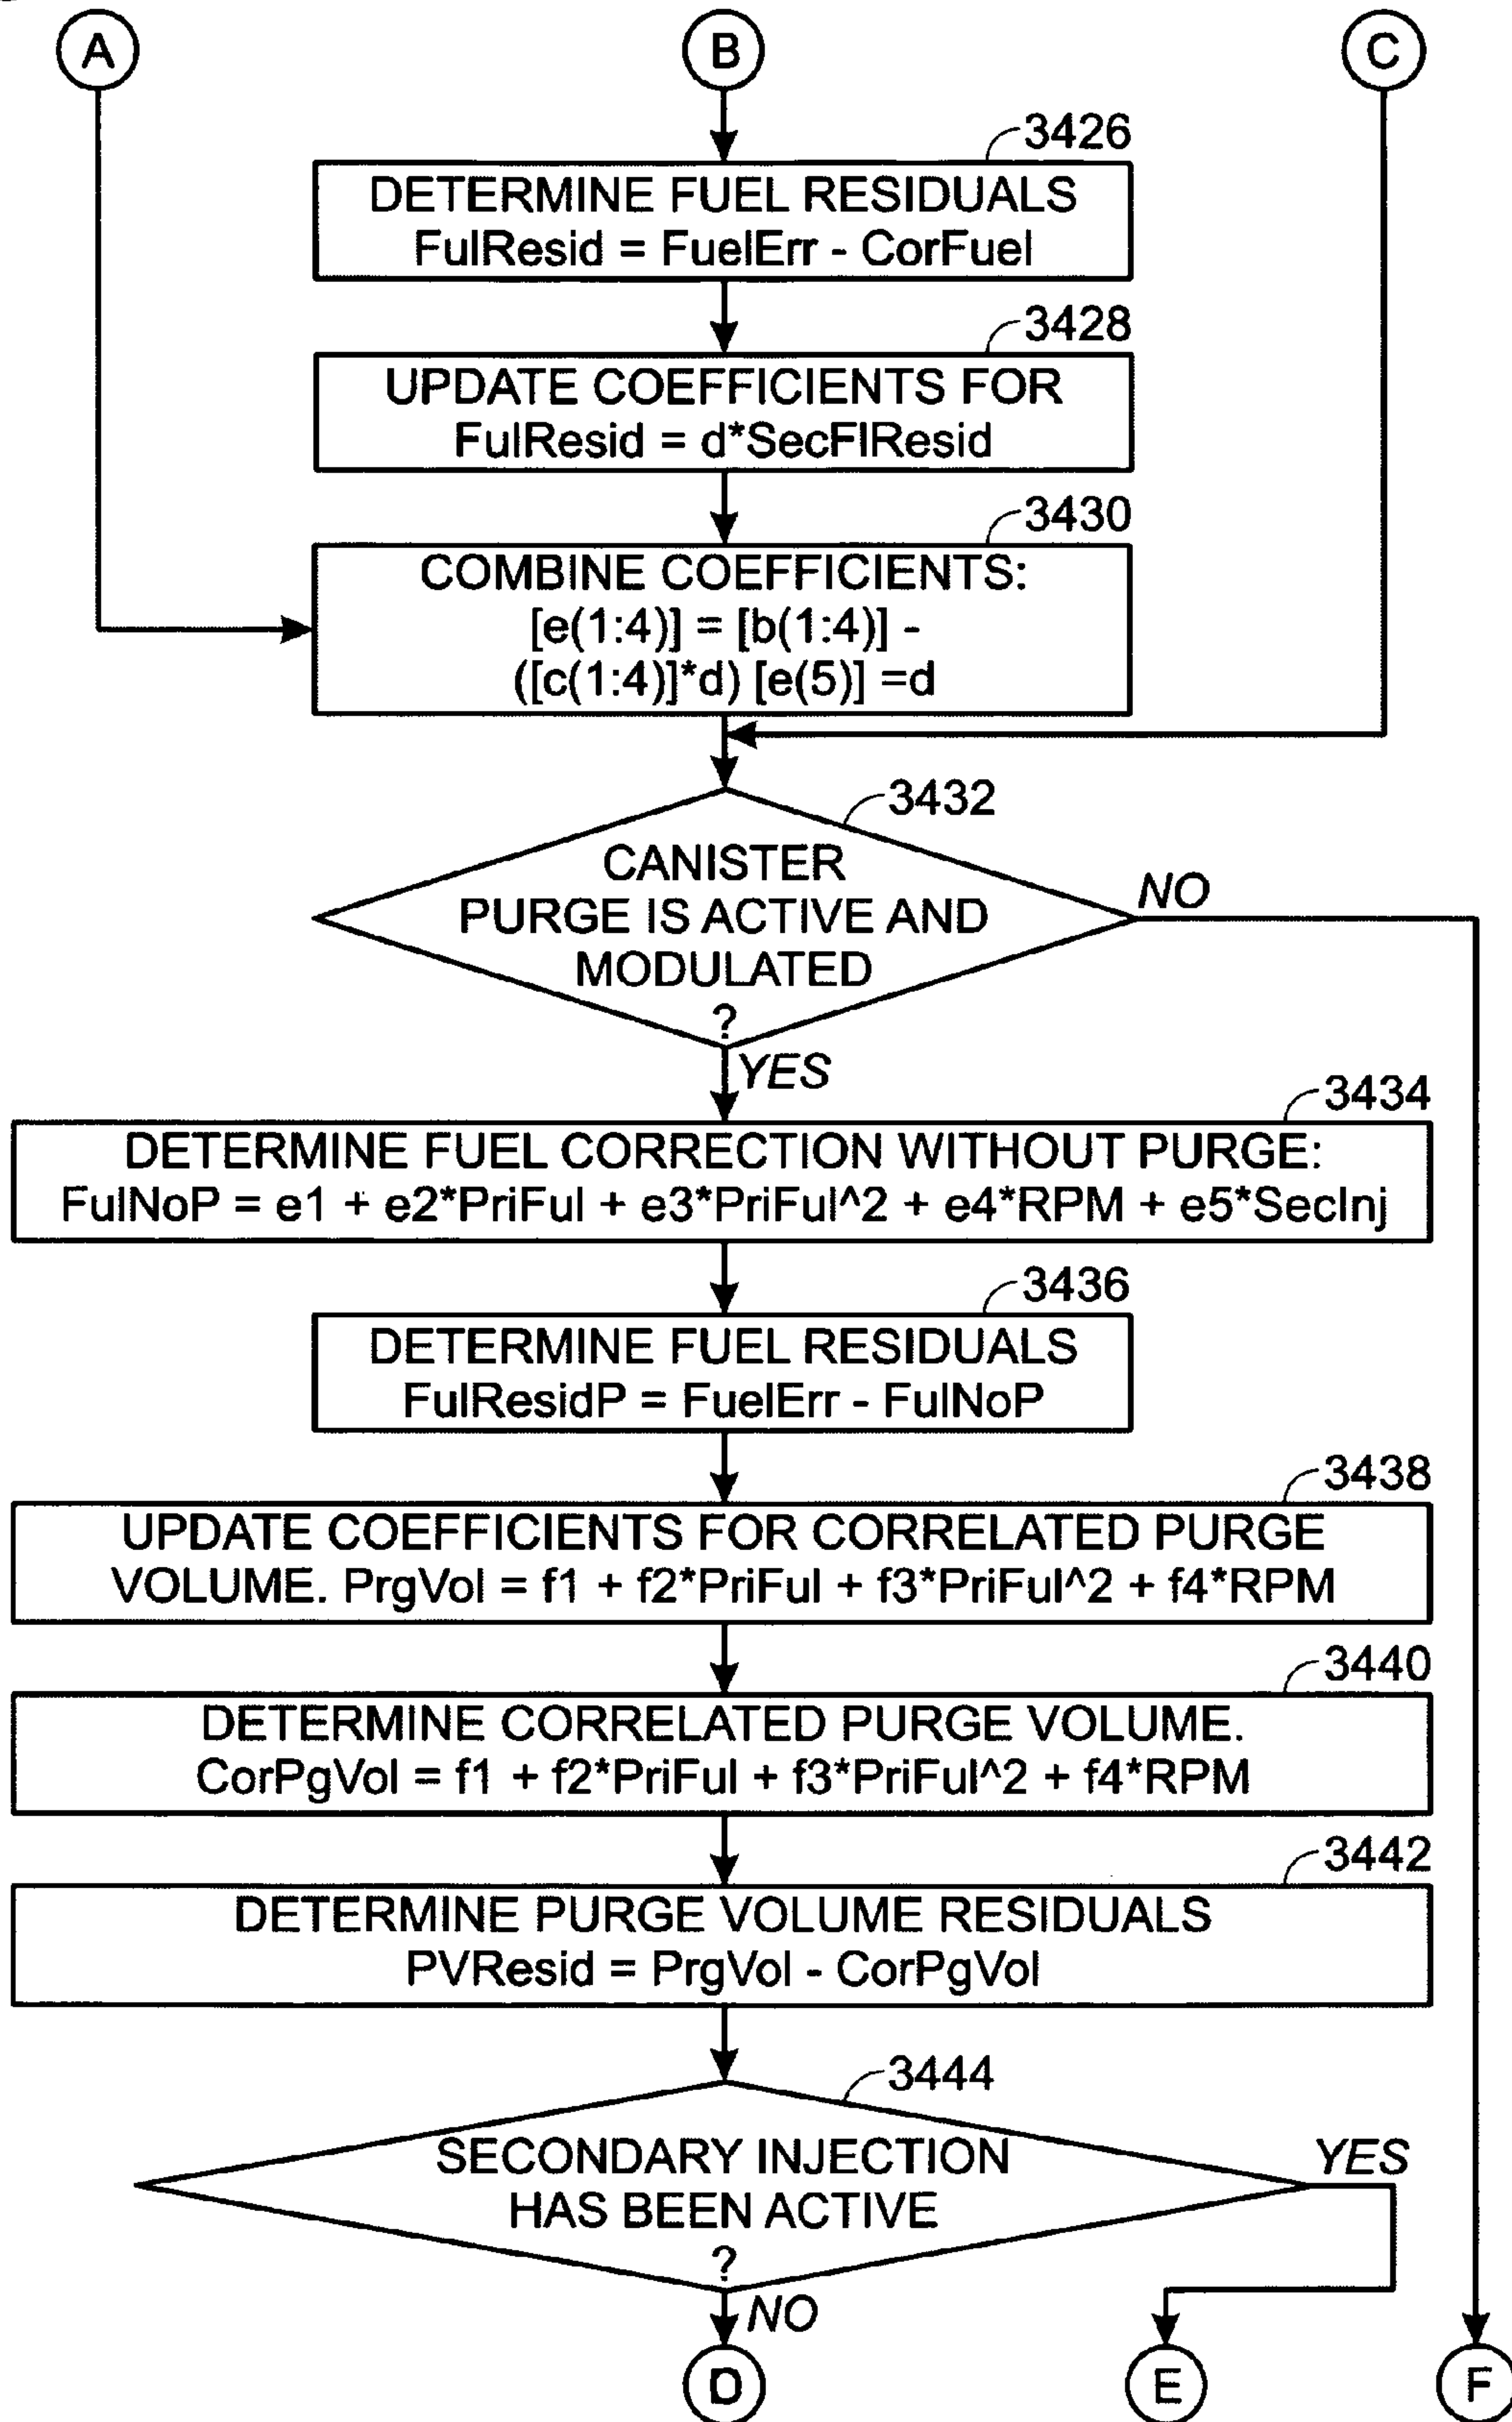 A
B
C
3426
DETERMINE FUEL RESIDUALS
FulResid = FuelErr - CorFuel
3428
UPDATE COEFFICIENTS FOR
FulResid = d*SecFlResid
3430
COMBINE COEFFICIENTS:
[e(1:4)] = [b(1:4)] -
([c(1:4)]*d) [e(5)] =d
3432
CANISTER
PURGE IS ACTIVE AND
MODULATED
?
NO
YES
3434
DETERMINE FUEL CORRECTION WITHOUT PURGE:
FulNoP = e1 + e2*PriFul + e3*PriFul^2 + e4*RPM + e5*SecInj
3436
DETERMINE FUEL RESIDUALS
FulResidP = FuelErr - FulNoP
3438
UPDATE COEFFICIENTS FOR CORRELATED PURGE
VOLUME. PrgVol = f1 + f2*PriFul + f3*PriFul^2 + f4*RPM
3440
DETERMINE CORRELATED PURGE VOLUME.
CorPgVol = f1 + f2*PriFul + f3*PriFul^2 + f4*RPM
3442
DETERMINE PURGE VOLUME RESIDUALS
PVResid = PrgVol - CorPgVol
3444
SECONDARY INJECTION
HAS BEEN ACTIVE
?
YES
NO
D
E
F